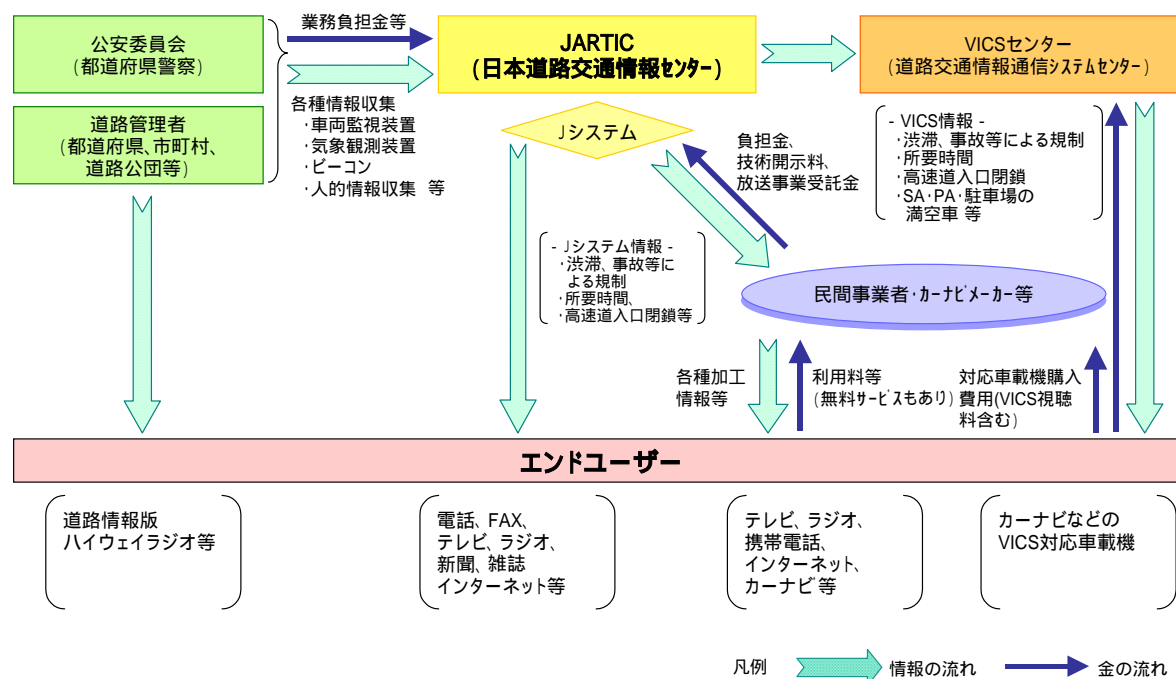 公安委員会
(都道府県警察)
業務負担金等
JARTIC
(日本道路交通情報センター)
VICSセンター
(道路交通情報通信システムセンター)
道路管理者
(都道府県、市町村、
道路公団等)
各種情報収集
・車両監視装置
・気象観測装置
・ビーコン
・人的情報収集 等
Jシステム
負担金、
技術開示料、
放送事業受託金
- VICS情報 -
・渋滞、事故等による規制
・所要時間
・高速道入口閉鎖
・SA・PA・駐車場の
満空車 等
- Jシステム情報 -
・渋滞、事故等に
よる規制
・所要時間、
・高速道入口閉鎖等
民間事業者・カーナビメーカー等
各種加工
情報等
利用料等
(無料サービスもあり)
対応車載機購入
費用(VICS視聴
料含む)
エンドユーザー
道路情報版
ハイウェイラジオ等
電話、FAX、
テレビ、ラジオ、
新聞、雑誌
インターネット等
テレビ、ラジオ、
携帯電話、
インターネット、
カーナビ等
カーナビなどの
VICS対応車載機
凡例
情報の流れ
金の流れ